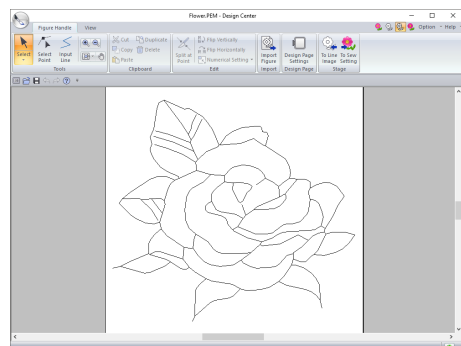 Flower.PEM - Design Center
Figure Handle View
Option Help
Select
Select Point
Input Line
Tools
Cut Duplicate
Copy Delete
Paste
Clipboard
Split at Point
Flip Vertically
Flip Horizontally
Numerical Setting
Edit
Import Figure
Import
Design Page Settings
Design Page
To Line Image
To Sew Setting
Stage